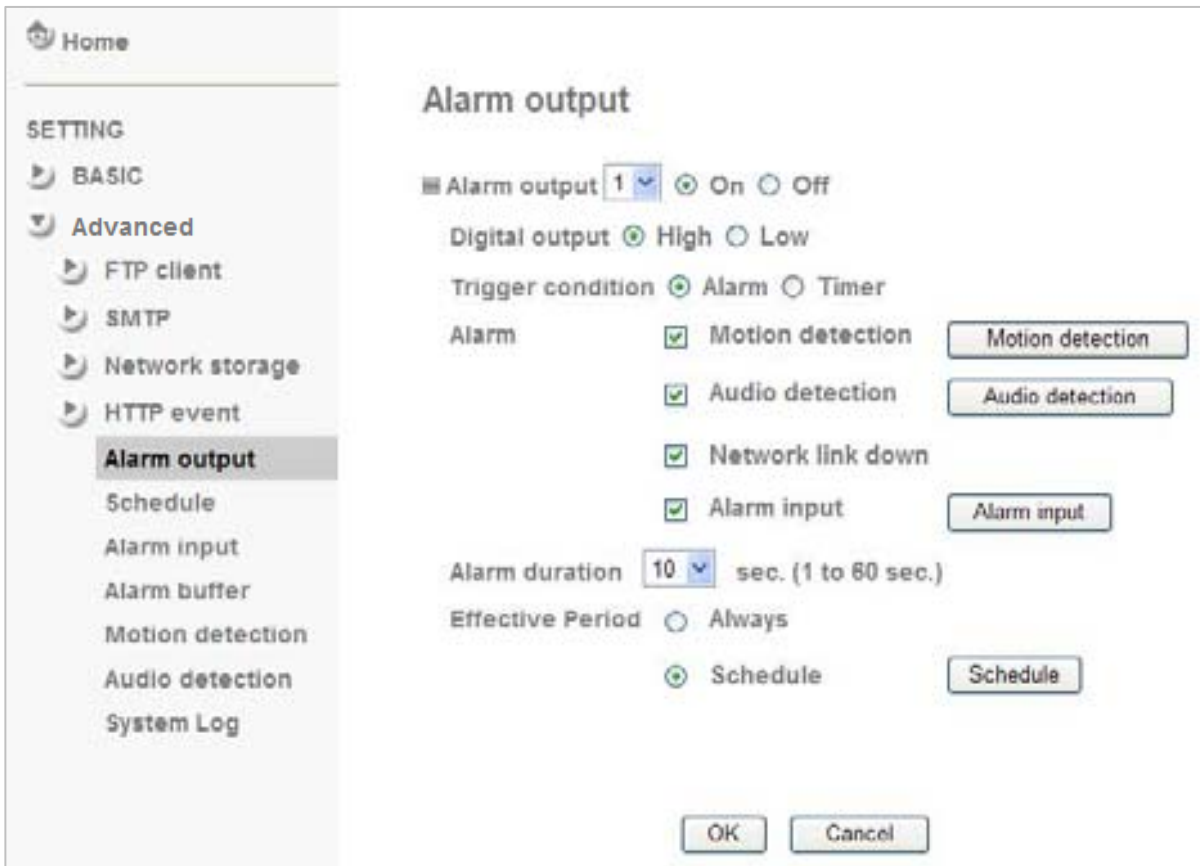 Home
SETTING
BASIC
Advanced
FTP client
SMTP
Network storage
HTTP event
Alarm output
Schedule
Alarm input
Alarm buffer
Motion detection
Audio detection
System Log
Alarm output
Alarm output 1 On Off
Digital output High Low
Trigger condition Alarm Timer
Alarm Motion detection Motion detection
Audio detection Audio detection
Network link down
Alarm input Alarm input
Alarm duration 10 sec. (1 to 60 sec.)
Effective Period Always
Schedule Schedule
OK Cancel